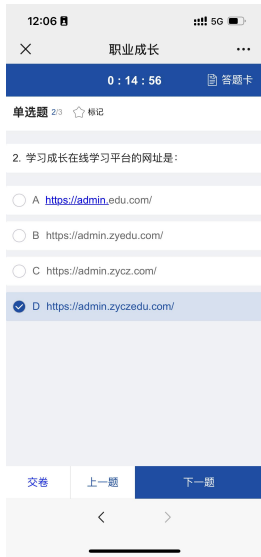 12:06 5G
职业成长
0 : 14 : 56 答题卡
单选题 2/3 标记
2. 学习成长在线学习平台的网址是：
A https://admin.edu.com/
B https://admin.zyedu.com/
C https://admin.zycz.com/
D https://admin.zyczedu.com/
交卷 上一题 下一题